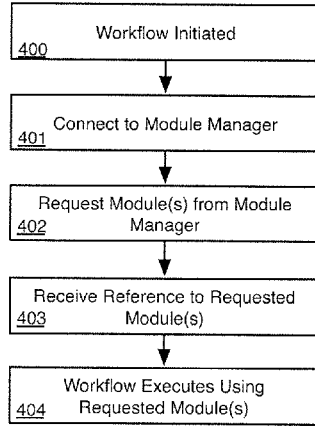 Workflow Initiated
400
Connect to Module Manager
401
Request Module(s) from Module
Manager
402
Receive Reference to Requested
Module(s)
403
Workflow Executes Using
Requested Module(s)
404